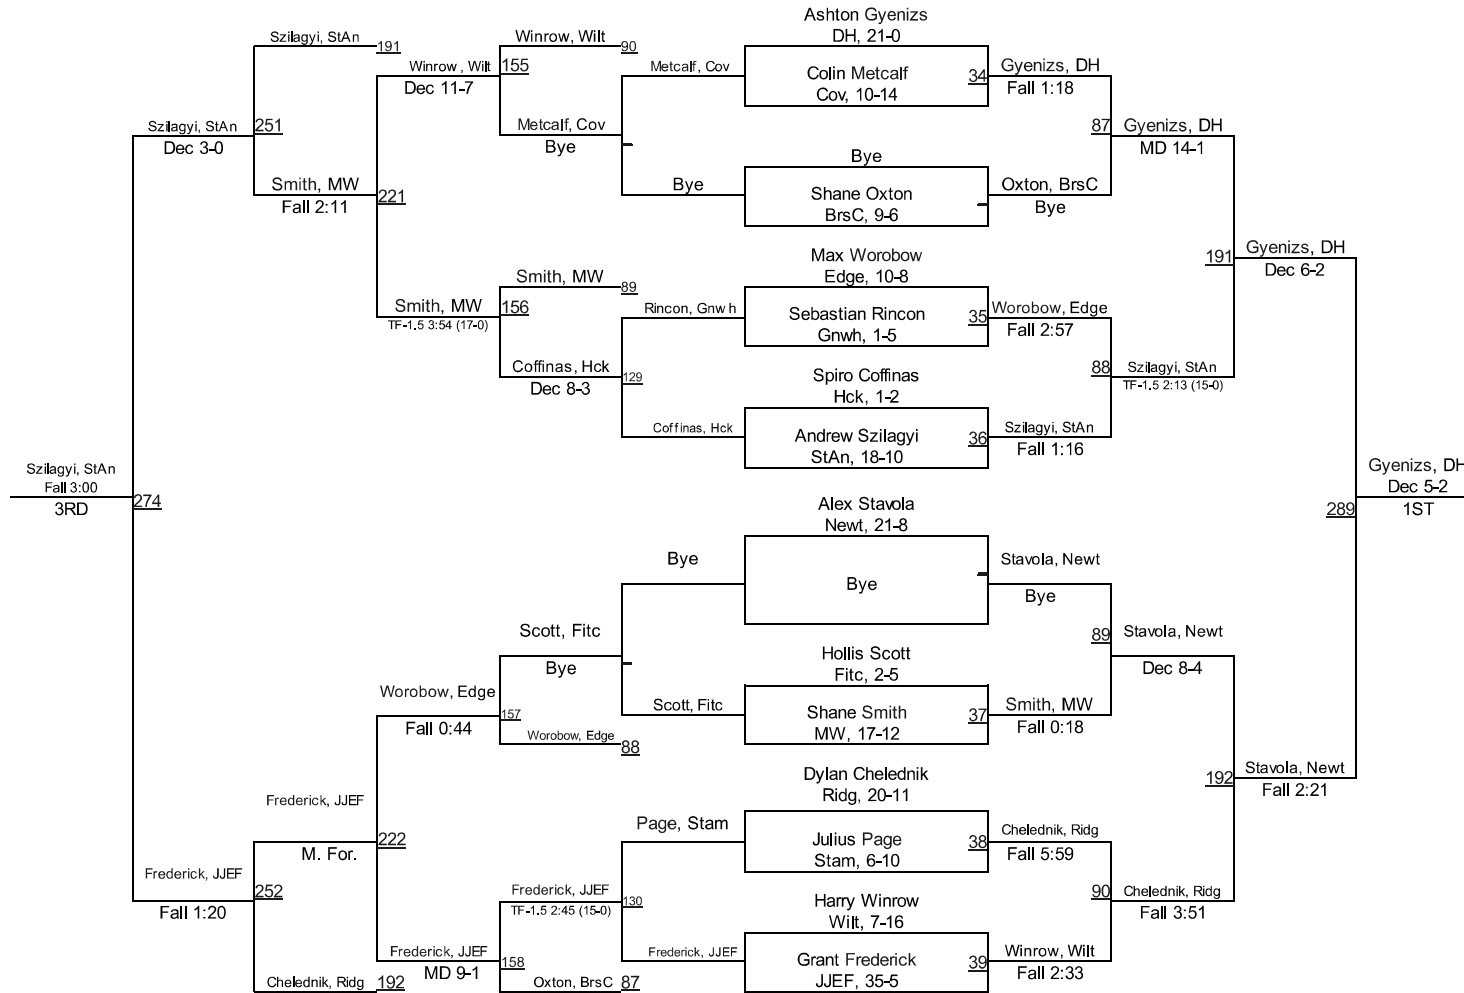 Ashton Gyenizs
DH, 21-0
Szilagyi, StAn
191
Winrow, Wilt
90
Winrow, Wilt
155
Dec 11-7
Metcalf, Cov
Colin Metcalf
Cov, 10-14
34
Gyenizs, DH
Fall 1:18
Szilagyi, StAn
251
Dec 3-0
Metcalf, Cov
Bye
87
Gyenizs, DH
MD 14-1
Bye
Smith, MW
Fall 2:11
221
Bye
Shane Oxton
BrsC, 9-6
Oxton, BrsC
Bye
Max Worobow
Edge, 10-8
191
Gyenizs, DH
Dec 6-2
Smith, MW
89
Smith, MW
156
TF-1.5 3:54 (17-0)
Rincon, Gnwh
Sebastian Rincon
Gnwh, 1-5
35
Worobow, Edge
Fall 2:57
Coffinas, Hck
Dec 8-3
129
Spiro Coffinas
Hck, 1-2
88
Szilagyi, StAn
TF-1.5 2:13 (15-0)
Coffinas, Hck
Andrew Szilagyi
StAn, 18-10
36
Szilagyi, StAn
Fall 1:16
Szilagyi, StAn
Fall 3:00
3RD
274
Gyenizs, DH
Dec 5-2
1ST
289
Alex Stavola
Newt, 21-8
Bye
Bye
Stavola, Newt
Bye
Scott, Fitc
Bye
89
Stavola, Newt
Dec 8-4
Hollis Scott
Fitc, 2-5
Worobow, Edge
Fall 0:44
157
Worobow, Edge
88
Scott, Fitc
Shane Smith
MW, 17-12
37
Smith, MW
Fall 0:18
Dylan Chelednik
Ridg, 20-11
192
Stavola, Newt
Fall 2:21
Frederick, JJEF
222
M. For.
Page, Stam
Julius Page
Stam, 6-10
38
Chelednik, Ridg
Fall 5:59
Frederick, JJEF
252
Fall 1:20
Frederick, JJEF
TF-1.5 2:45 (15-0)
130
Harry Winrow
Wilt, 7-16
90
Chelednik, Ridg
Fall 3:51
Frederick, JJEF
MD 9-1
158
Frederick, JJEF
Grant Frederick
JJEF, 35-5
39
Winrow, Wilt
Fall 2:33
Chelednik, Ridg
192
Oxton, BrsC
87